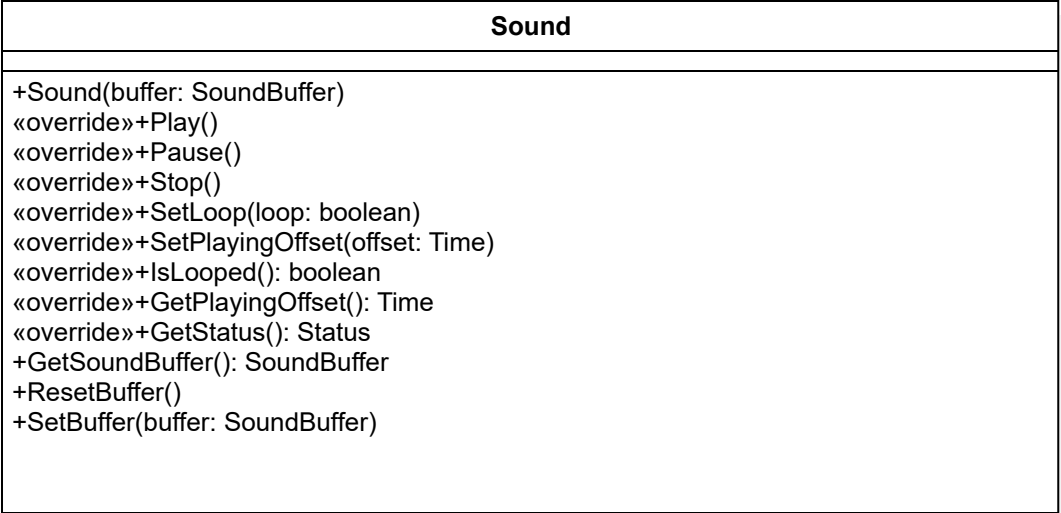 Sound
+Sound(buffer: SoundBuffer)
«override»+Play()
«override»+Pause()
«override»+Stop()
«override»+SetLoop(loop: boolean)
«override»+SetPlayingOffset(offset: Time)
«override»+IsLooped(): boolean
«override»+GetPlayingOffset(): Time
«override»+GetStatus(): Status
+GetSoundBuffer(): SoundBuffer
+ResetBuffer()
+SetBuffer(buffer: SoundBuffer)